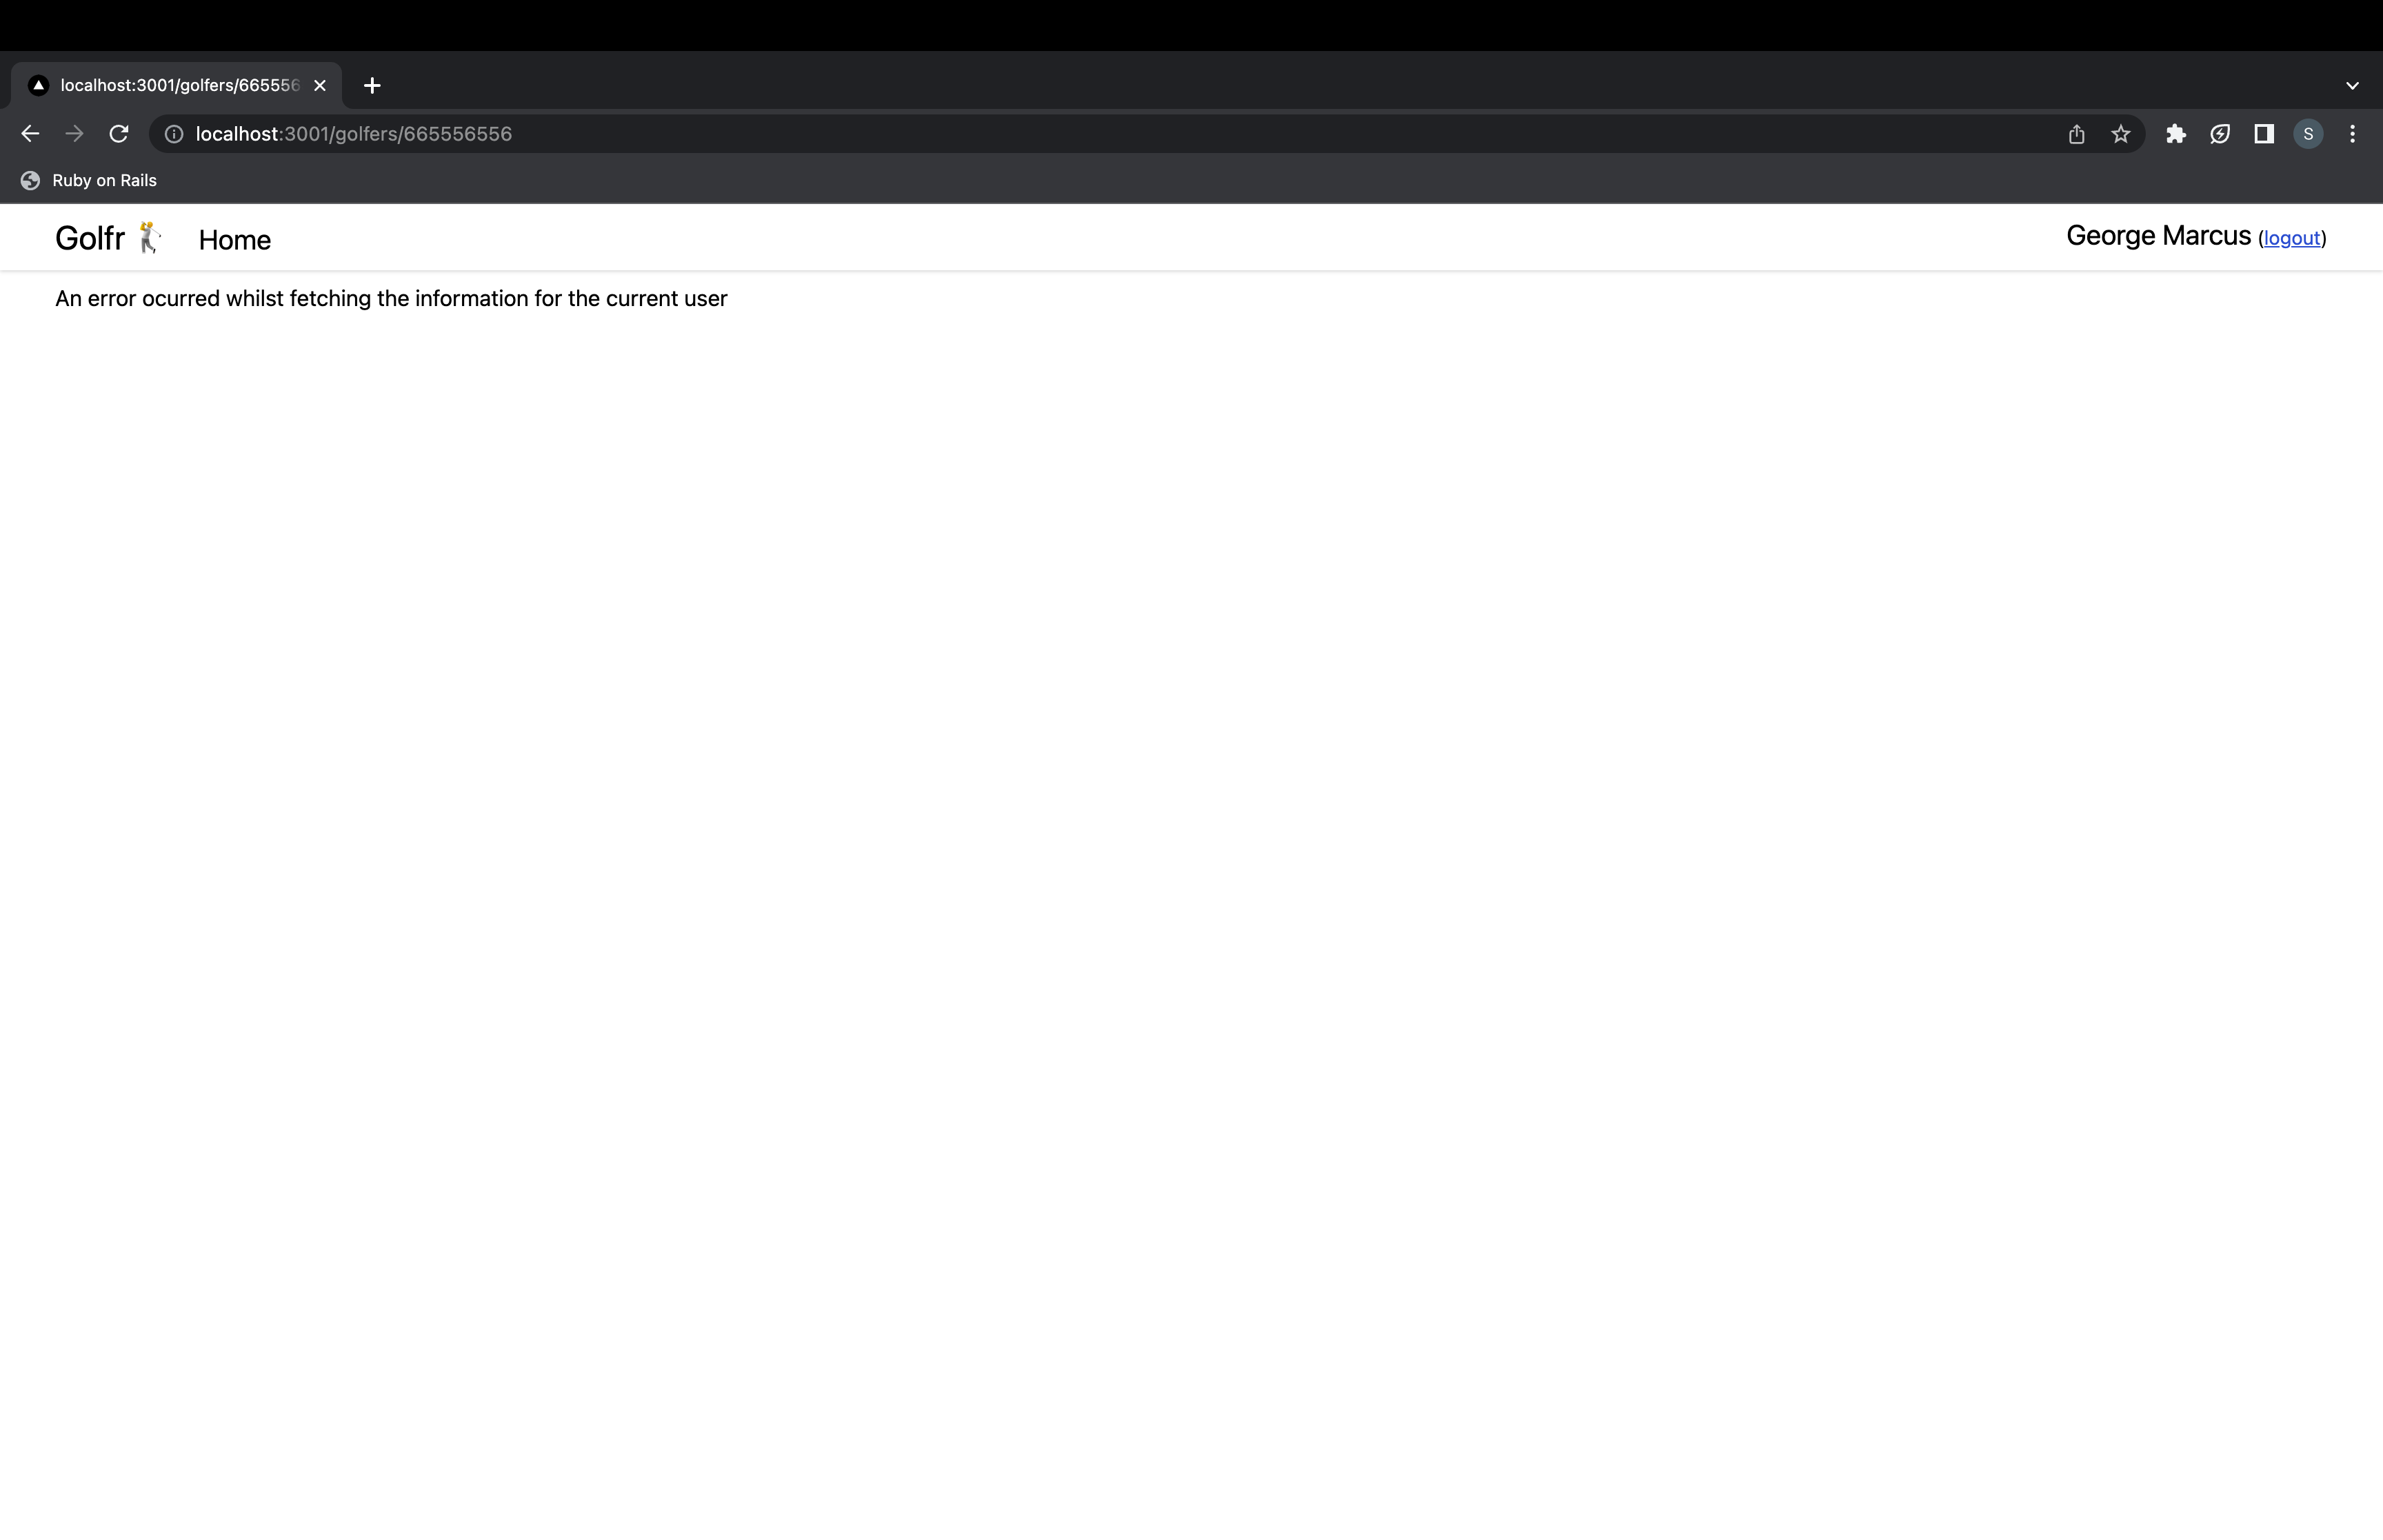 localhost:3001/golfers/665556
localhost:3001/golfers/665556556
S
Ruby on Rails
Golfr 🏌 Home George Marcus (logout)
An error ocurred whilst fetching the information for the current user